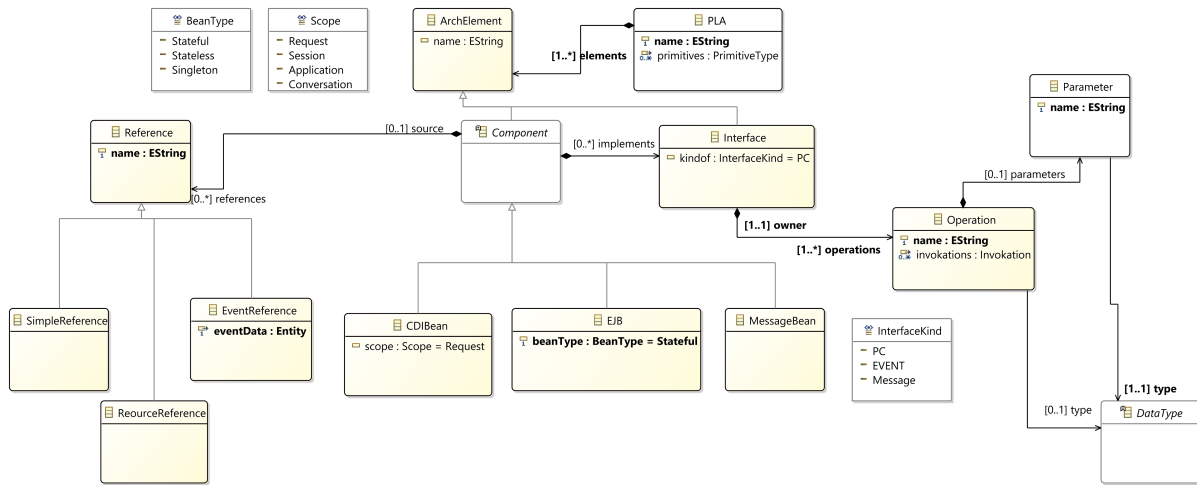 BeanType
Stateful
Stateless
Singleton
Scope
Request
Session
Application
Conversation
ArchElement
name : EString
PLA
name : EString
primitives : PrimitiveType
[1..*] elements
Parameter
name : EString
Reference
name : EString
[0..1] source
[0..*] references
Component
[0..*] implements
Interface
kindof : InterfaceKind = PC
[0..1] parameters
[1..1] owner
[1..*] operations
Operation
name : EString
invokations : Invokation
SimpleReference
EventReference
eventData : Entity
CDIBean
scope : Scope = Request
EJB
beanType : BeanType = Stateful
MessageBean
InterfaceKind
PC
EVENT
Message
ReourceReference
[1..1] type
[0..1] type
DataType